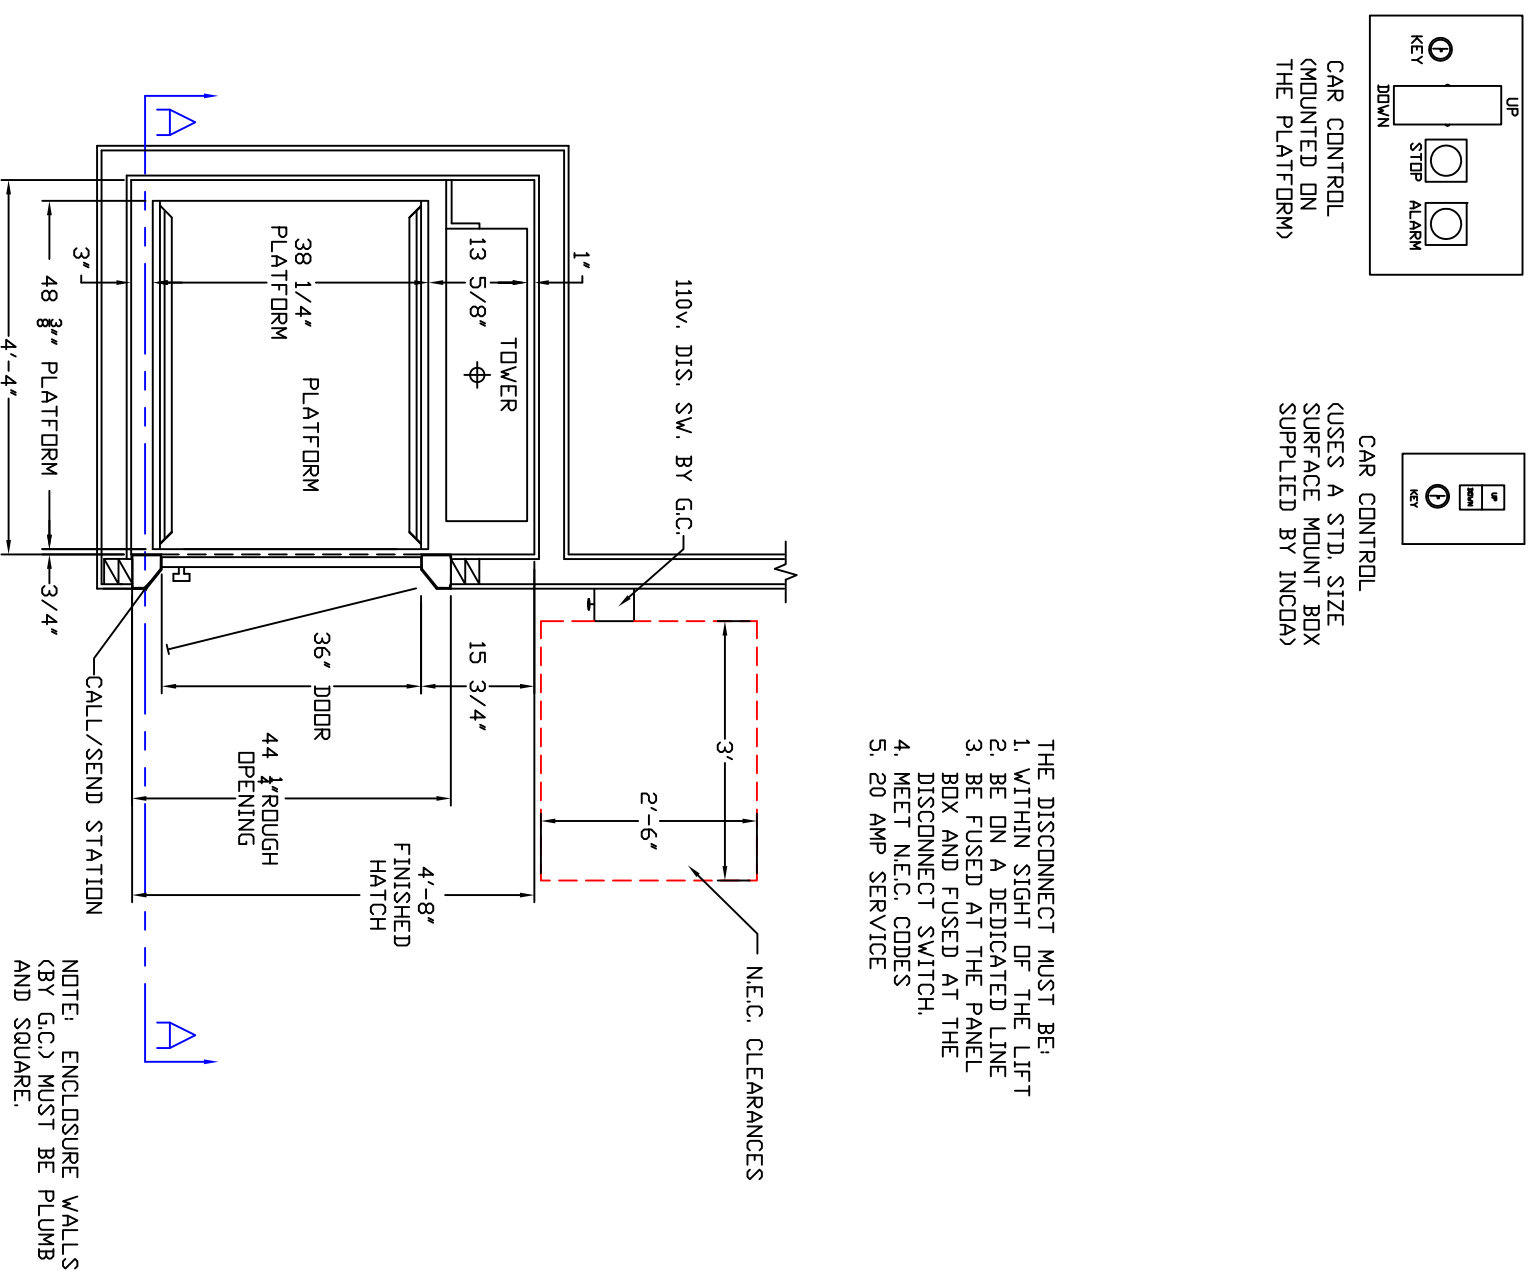 UP
KEY
DOWN
STOP
ALARM
CAR CONTROL
(MOUNTED ON
THE PLATFORM)
UP
DOWN
KEY
CAR CONTROL
(USES A STD. SIZE
SURFACE MOUNT BOX
SUPPLIED BY INCOA)
THE DISCONNECT MUST BE:
1. WITHIN SIGHT OF THE LIFT
2. BE ON A DEDICATED LINE
3. BE FUSED AT THE PANEL
BOX AND FUSED AT THE
DISCONNECT SWITCH.
4. MEET N.E.C. CODES
5. 20 AMP SERVICE
N.E.C. CLEARANCES
3'
2'-6"
110v. DIS. SW. BY G.C.
1"
TOWER
13 5/8"
15 3/4"
PLATFORM
38 1/4"
PLATFORM
36" DOOR
4'-8"
FINISHED
HATCH
44 1/4" ROUGH
OPENING
3"
CALL/SEND STATION
48 3/8"" PLATFORM
3/4"
4'-4"
A
A
NOTE: ENCLOSURE WALLS
(BY G.C.) MUST BE PLUMB
AND SQUARE.